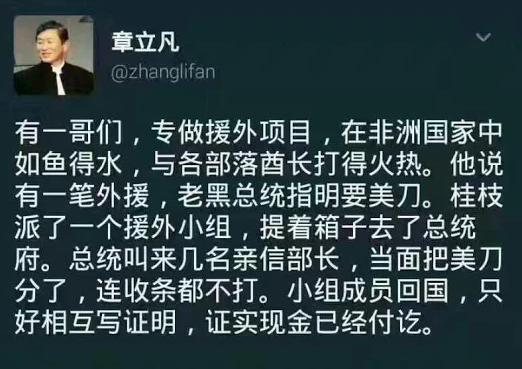 章立凡
@zhanglifan
有一哥们，专做援外项目，在非洲国家中
如鱼得水，与各部落酋长打得火热。他说
有一笔外援，老黑总统指明要美刀。桂枝
派了一个援外小组，提着箱子去了总统
府。总统叫来几名亲信部长，当面把美刀
分了，连收条都不打。小组成员回国，只
好相互写证明，证实现金已经付讫。